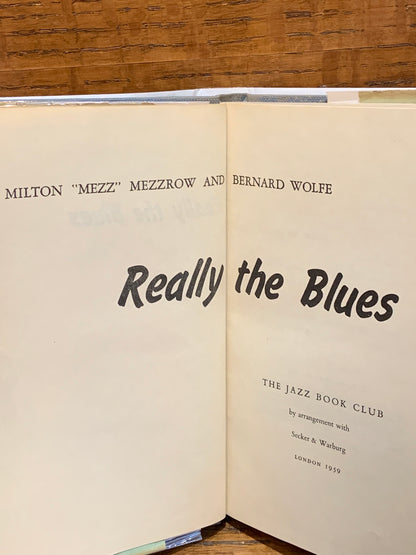 MILTON "MEZZ" MEZZROW AND BERNARD WOLFE
Really the Blues
THE JAZZ BOOK CLUB
by arrangement with
Secker & Warburg
LONDON 1959